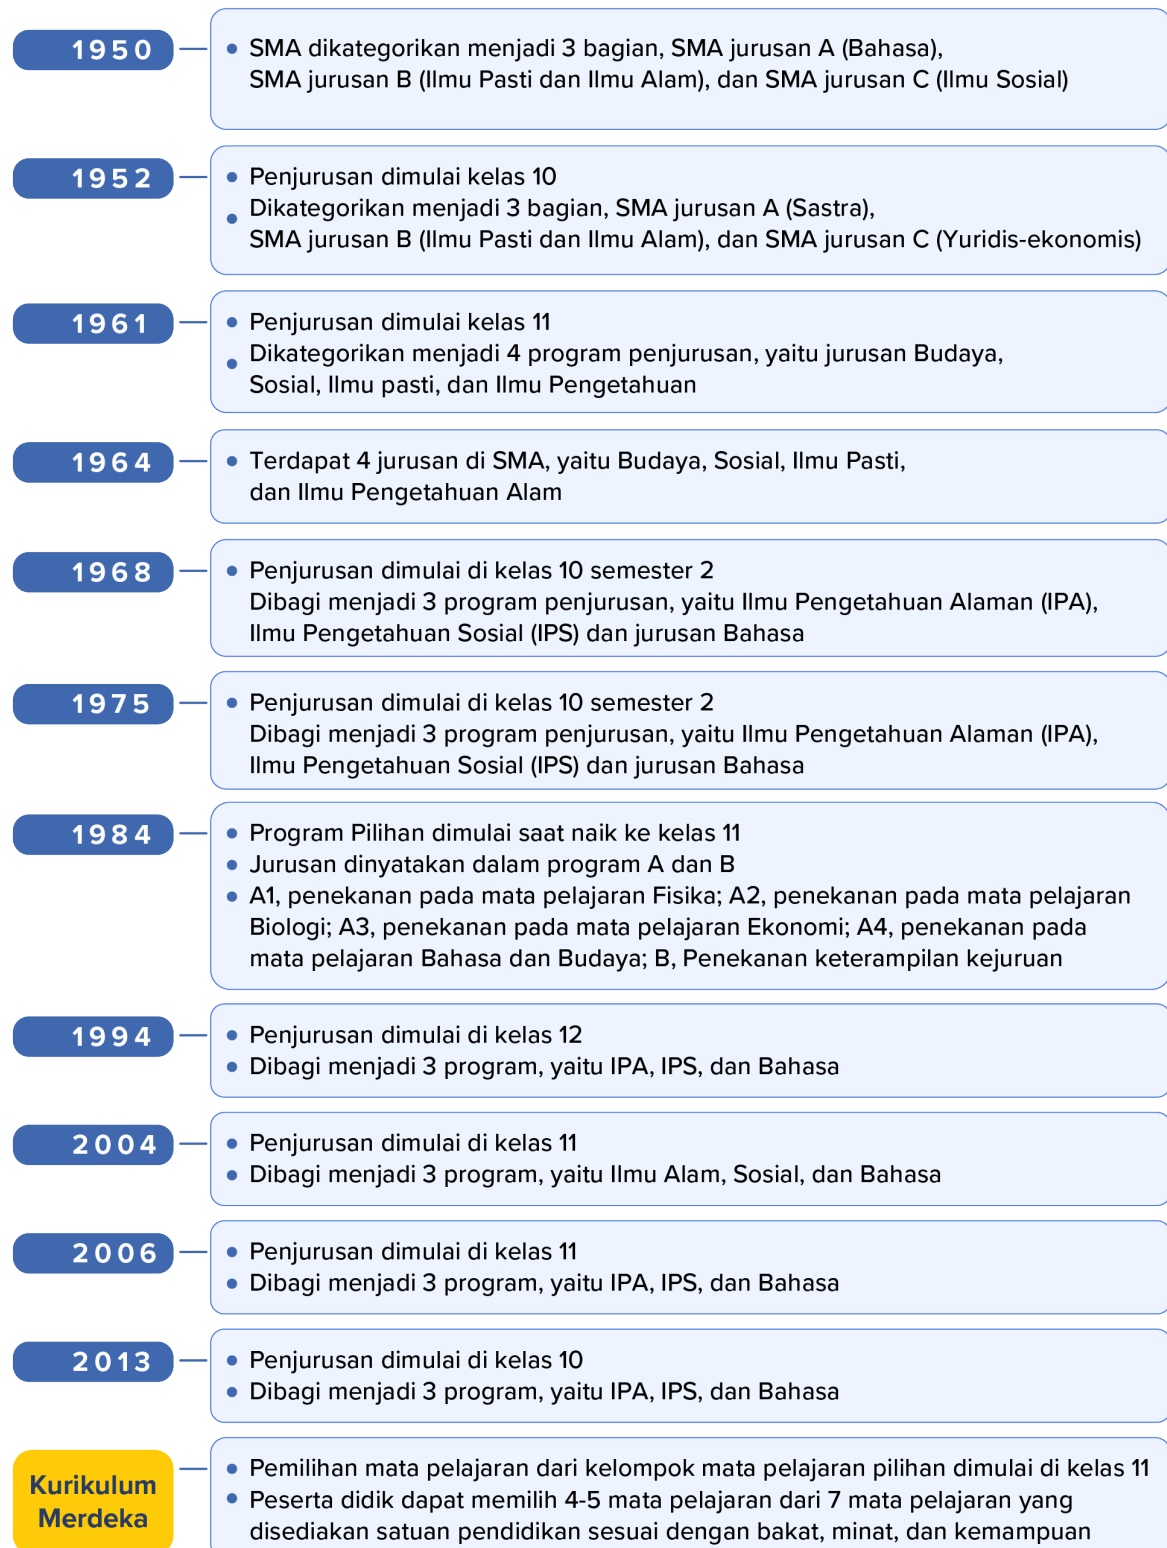 1950
SMA dikategorikan menjadi 3 bagian, SMA jurusan A (Bahasa),
SMA jurusan B (Ilmu Pasti dan Ilmu Alam), dan SMA jurusan C (Ilmu Sosial)
1952
Penjurusan dimulai kelas 10
Dikategorikan menjadi 3 bagian, SMA jurusan A (Sastra),
SMA jurusan B (Ilmu Pasti dan Ilmu Alam), dan SMA jurusan C (Yuridis-ekonomis)
1961
Penjurusan dimulai kelas 11
Dikategorikan menjadi 4 program penjurusan, yaitu jurusan Budaya,
Sosial, Ilmu pasti, dan Ilmu Pengetahuan
1964
Terdapat 4 jurusan di SMA, yaitu Budaya, Sosial, Ilmu Pasti,
dan Ilmu Pengetahuan Alam
1968
Penjurusan dimulai di kelas 10 semester 2
Dibagi menjadi 3 program penjurusan, yaitu Ilmu Pengetahuan Alaman (IPA),
Ilmu Pengetahuan Sosial (IPS) dan jurusan Bahasa
1975
Penjurusan dimulai di kelas 10 semester 2
Dibagi menjadi 3 program penjurusan, yaitu Ilmu Pengetahuan Alaman (IPA),
Ilmu Pengetahuan Sosial (IPS) dan jurusan Bahasa
1984
Program Pilihan dimulai saat naik ke kelas 11
Jurusan dinyatakan dalam program A dan B
A1, penekanan pada mata pelajaran Fisika; A2, penekanan pada mata pelajaran
Biologi; A3, penekanan pada mata pelajaran Ekonomi; A4, penekanan pada
mata pelajaran Bahasa dan Budaya; B, Penekanan keterampilan kejuruan
1994
Penjurusan dimulai di kelas 12
Dibagi menjadi 3 program, yaitu IPA, IPS, dan Bahasa
2004
Penjurusan dimulai di kelas 11
Dibagi menjadi 3 program, yaitu Ilmu Alam, Sosial, dan Bahasa
2006
Penjurusan dimulai di kelas 11
Dibagi menjadi 3 program, yaitu IPA, IPS, dan Bahasa
2013
Penjurusan dimulai di kelas 10
Dibagi menjadi 3 program, yaitu IPA, IPS, dan Bahasa
Kurikulum
Merdeka
Pemilihan mata pelajaran dari kelompok mata pelajaran pilihan dimulai di kelas 11
Peserta didik dapat memilih 4-5 mata pelajaran dari 7 mata pelajaran yang
disediakan satuan pendidikan sesuai dengan bakat, minat, dan kemampuan